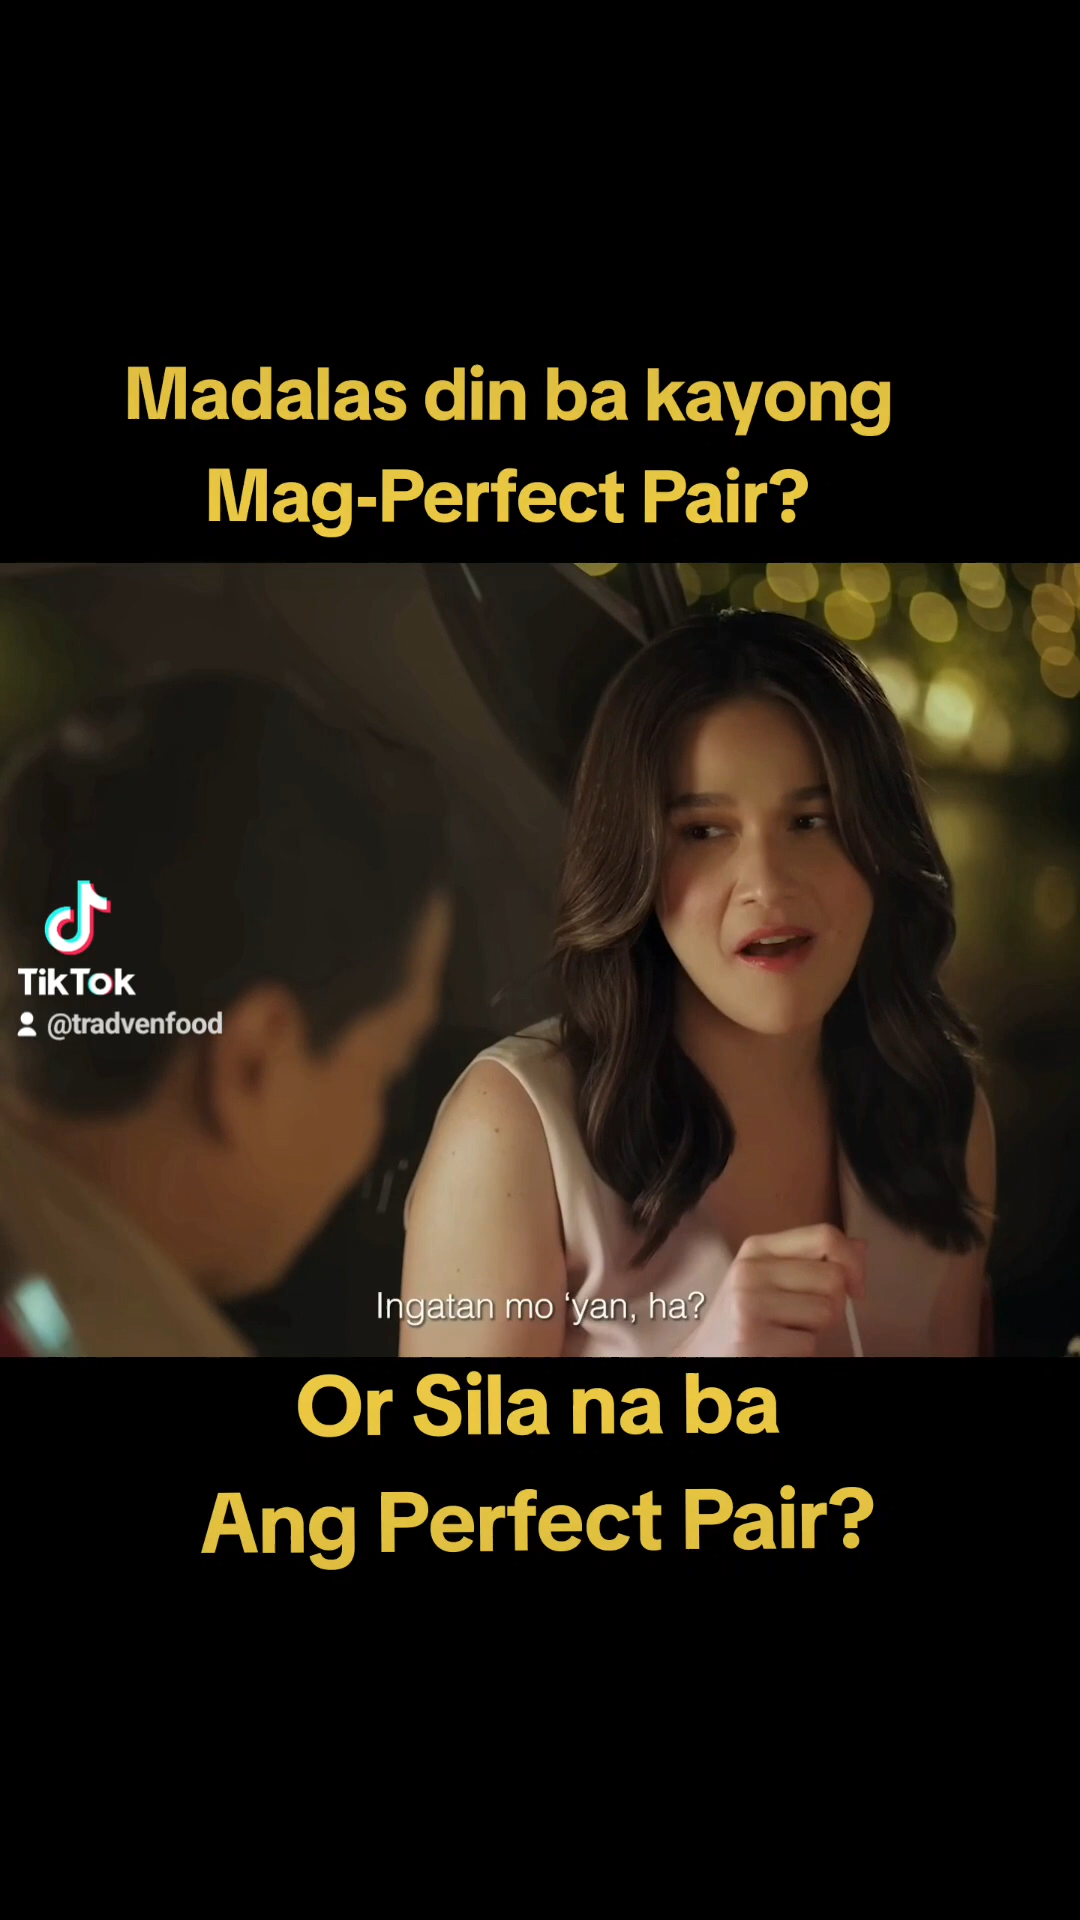 Madalas din ba kayong
Mag-Perfect Pair?
TikTok
@tradvenfood
Ingatan mo ‘yan, ha?
Or Sila na ba
Ang Perfect Pair?